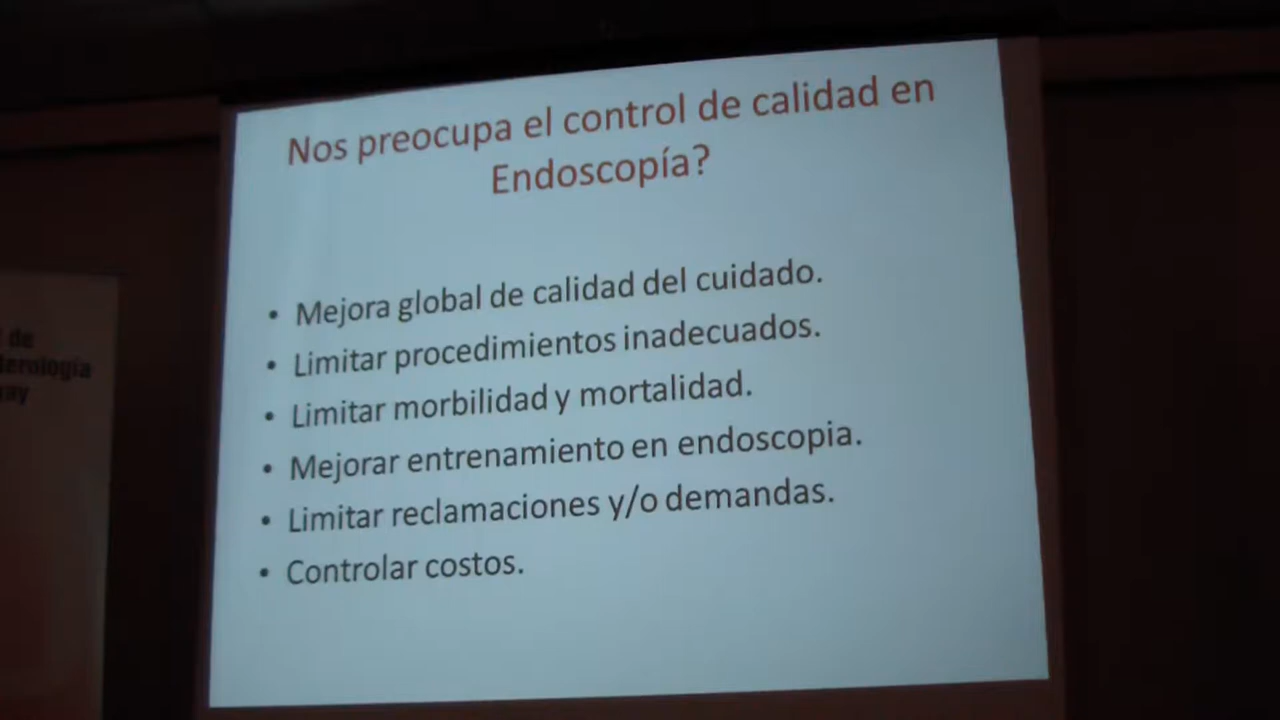 Nos preocupa el control de calidad en
Endoscopía?
• Mejora global de calidad del cuidado.
• Limitar procedimientos inadecuados.
• Limitar morbilidad y mortalidad.
• Mejorar entrenamiento en endoscopia.
• Limitar reclamaciones y/o demandas.
• Controlar costos.
de